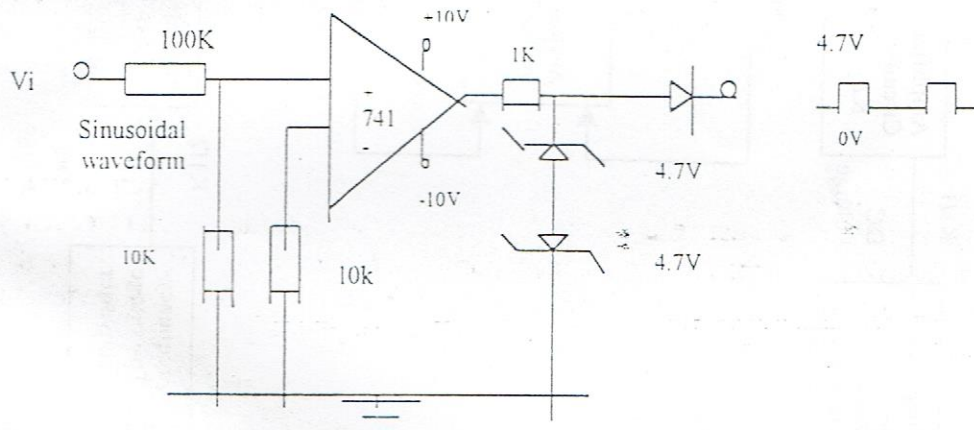 +10V
100K
1K
4.7V
Vi
Sinusoidal
waveform
-
741
-
0V
4.7V
-10V
10K
10k
4.7V